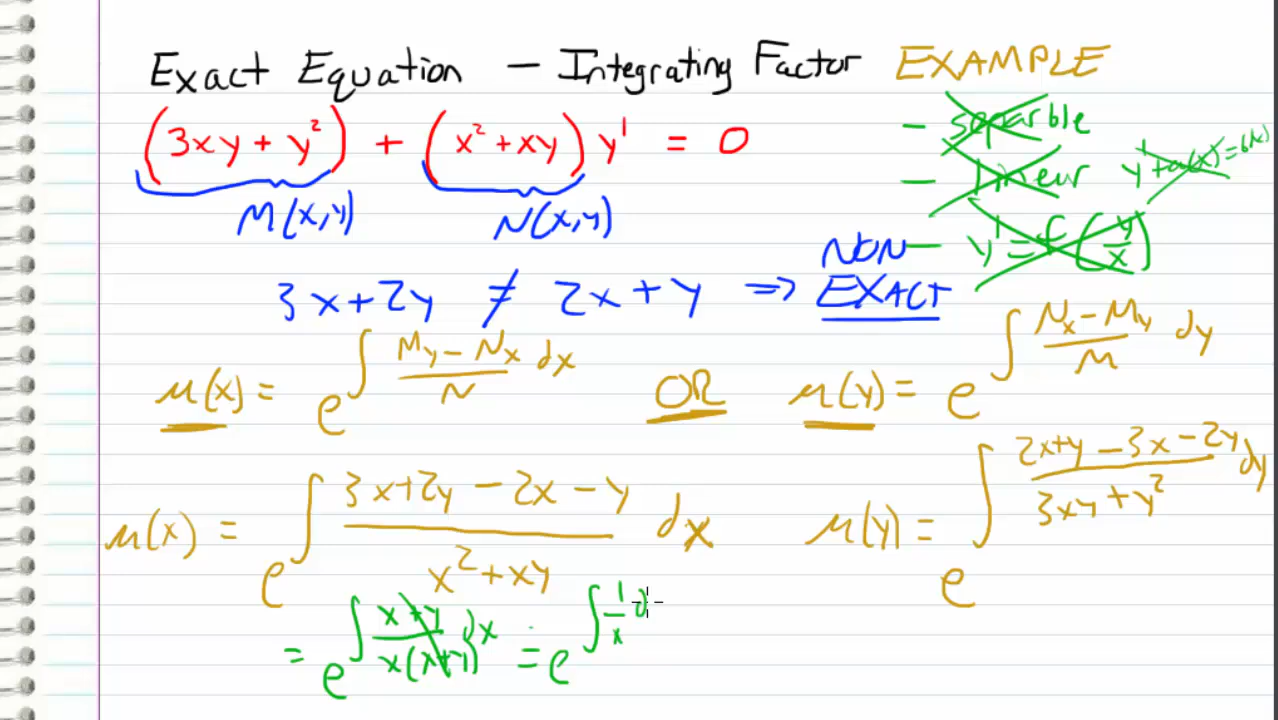 Exact Equation - Integrating Factor EXAMPLE
(3xy + y²) + (x² + xy) y' = 0
- separble
- linear y' + a(x) = b(x)
M(x,y) N(x,y)
- y' = f(y/x)
3x+2y ≠ 2x+y ⇒ NON EXACT
μ(x) = e^∫ (My - Nx)/N dx OR μ(y) = e^∫ (Nx - My)/M dy
μ(x) = e^∫ (3x+2y - 2x - y)/(x²+xy) dx μ(y) = e^∫ (2x+y - 3x - 2y)/(3xy + y²) dy
= e^∫ (x+y)/(x(x+y)) dx = e^∫ 1/x d